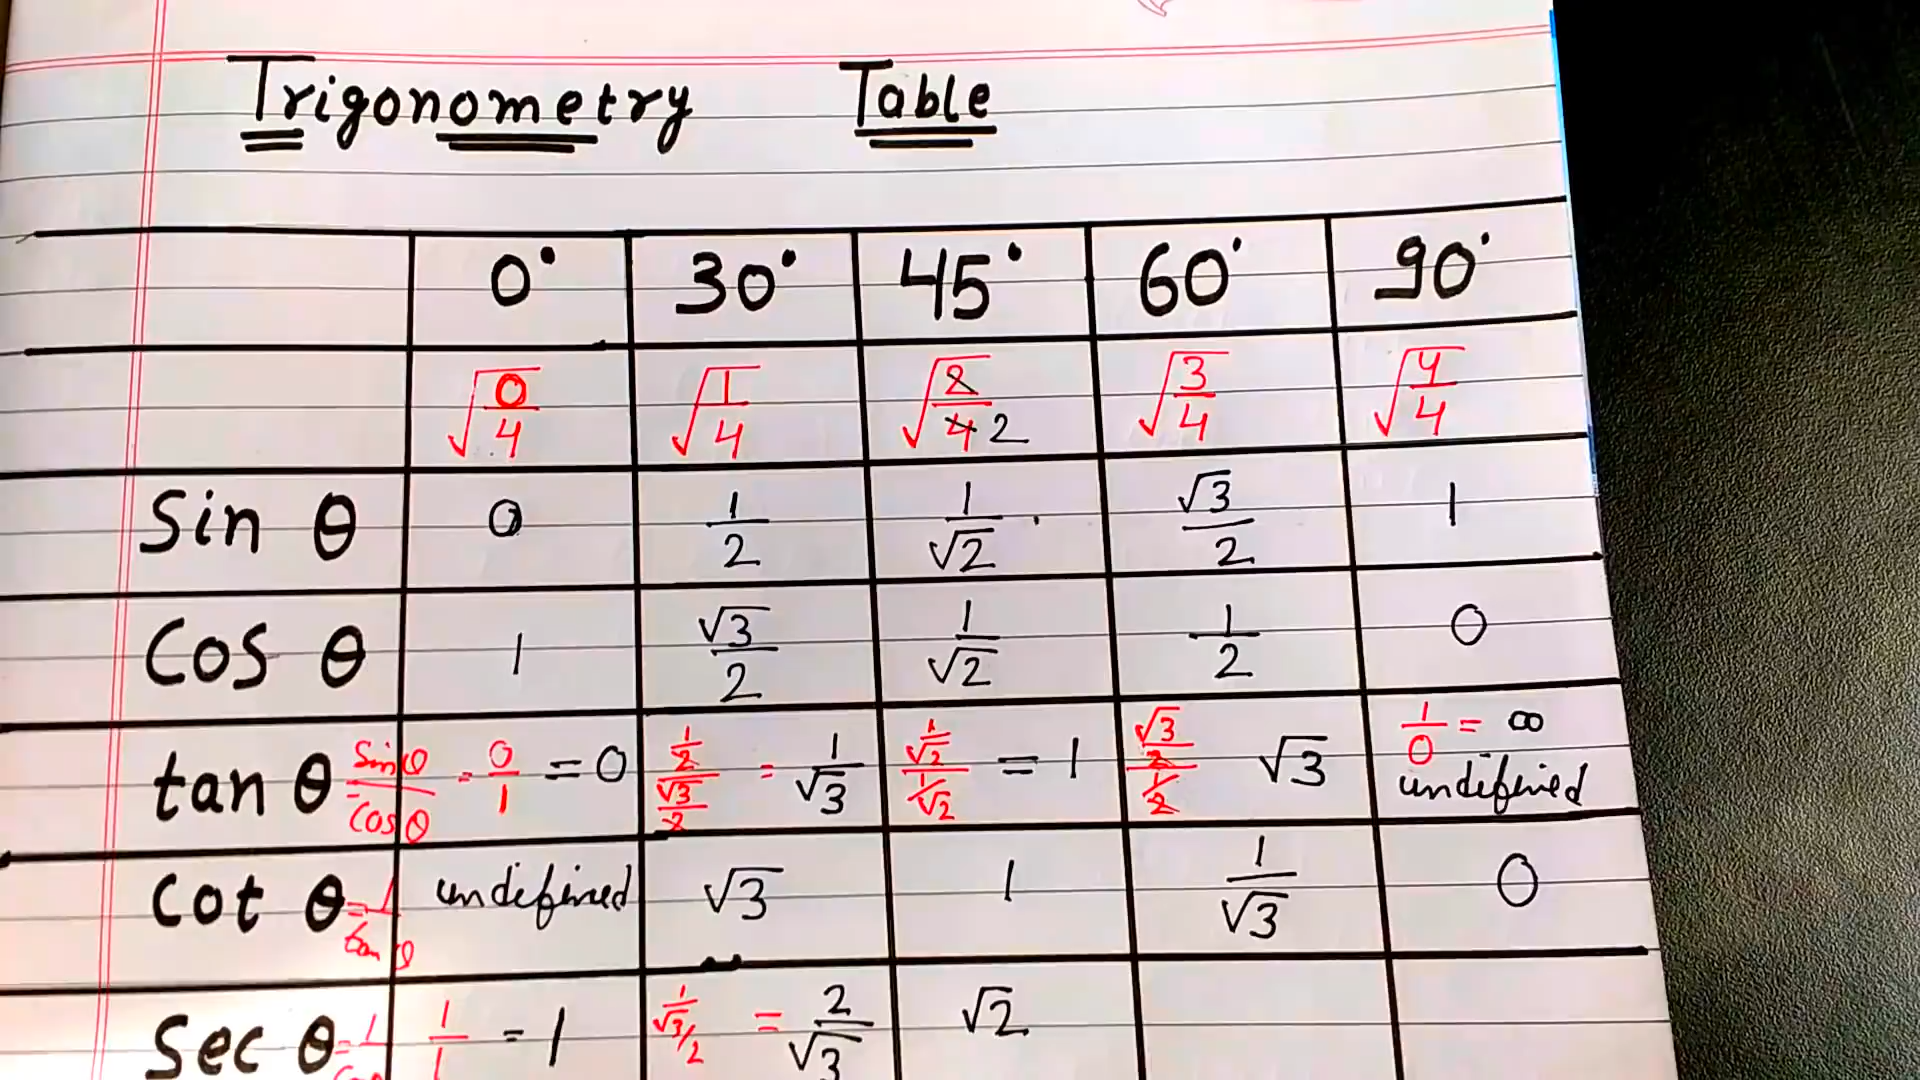 Trigonometry Table
0° 30° 45° 60° 90°
√0/4 √1/4 √2/4 2 √3/4 √4/4
Sin θ 0 1/2 1/√2 √3/2 1
Cos θ 1 √3/2 1/√2 1/2 0
tan θ Sinθ/Cosθ = 0/1 = 0 1/2/√3/2 = 1/√3 1/√2/1/√2 = 1 √3/2/1/2 √3 1/0 = ∞ undefined
Cot θ = 1/tan θ undefined √3 1 1/√3 0
Sec θ = 1/ 1/1 = 1 1/√3/2 = 2/√3 √2